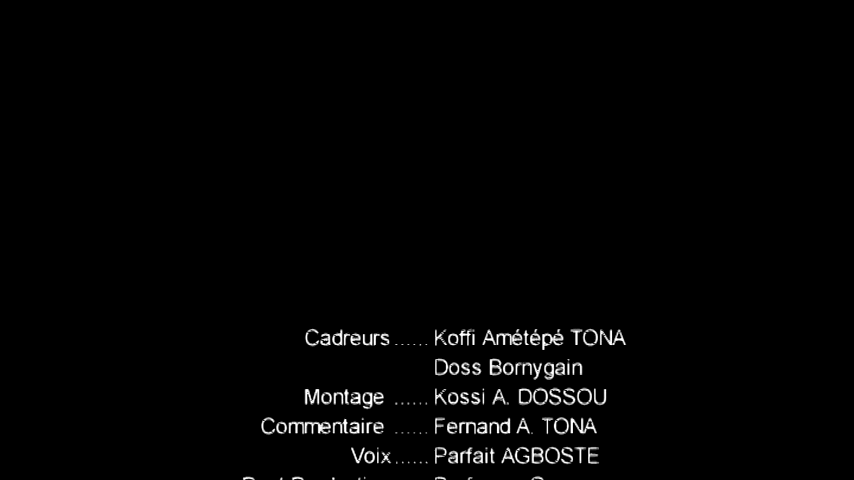 Cadreurs ...... Koffi Amétépé TONA
Doss Bornygain
Montage ...... Kossi A. DOSSOU
Commentaire ...... Fernand A. TONA
Voix ...... Parfait AGBOSTE